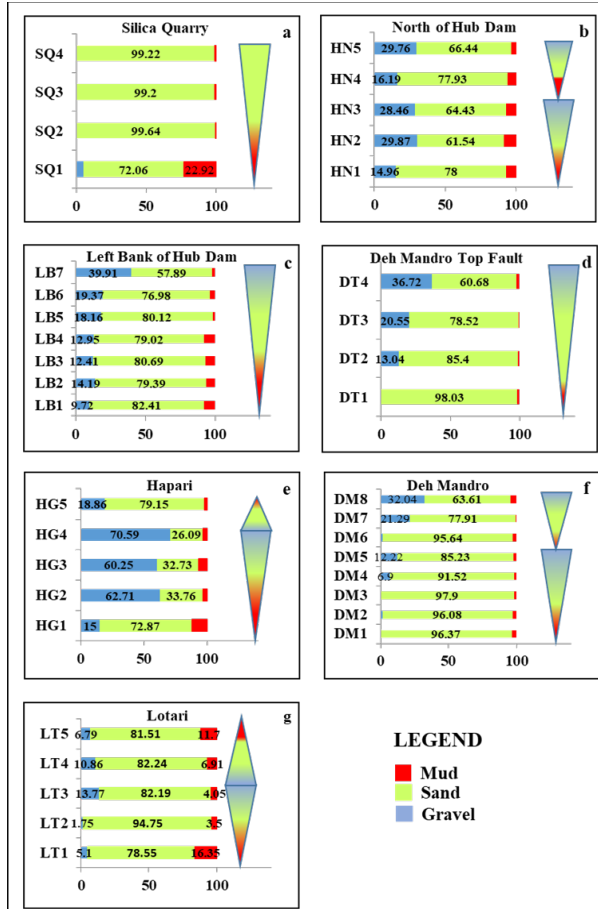 Silica Quarry
a
SQ4 99.22
SQ3 99.2
SQ2 99.64
SQ1 72.06 22.92
0 50 100
North of Hub Dam
b
HN5 29.76 66.44
HN4 16.19 77.93
HN3 28.46 64.43
HN2 29.87 61.54
HN1 14.96 78
0 50 100
Left Bank of Hub Dam
c
LB7 39.91 57.89
LB6 19.37 76.98
LB5 18.16 80.12
LB4 12.95 79.02
LB3 12.41 80.69
LB2 14.19 79.39
LB1 9.72 82.41
0 50 100
Deh Mandro Top Fault
d
DT4 36.72 60.68
DT3 20.55 78.52
DT2 13.04 85.4
DT1 98.03
0 50 100
Hapari
e
HG5 18.86 79.15
HG4 70.59 26.09
HG3 60.25 32.73
HG2 62.71 33.76
HG1 15 72.87
0 50 100
Deh Mandro
f
DM8 32.04 63.61
DM7 21.29 77.91
DM6 95.64
DM5 12.22 85.23
DM4 6.9 91.52
DM3 97.9
DM2 96.08
DM1 96.37
0 50 100
Lotari
g
LT5 6.79 81.51 11.7
LT4 10.86 82.24 6.91
LT3 13.77 82.19 4.05
LT2 1.75 94.75 3.5
LT1 5.1 78.55 16.35
0 50 100
LEGEND
Mud
Sand
Gravel